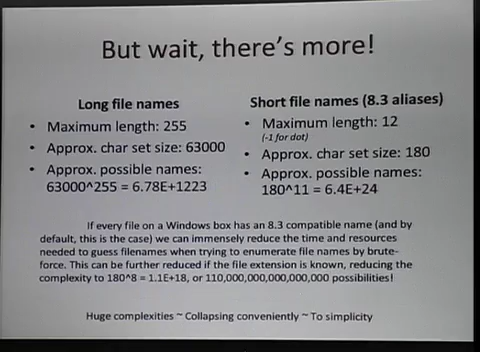 But wait, there's more!
Long file names
• Maximum length: 255
• Approx. char set size: 63000
• Approx. possible names:
63000^255 = 6.78E+1223
Short file names (8.3 aliases)
• Maximum length: 12
(-1 for dot)
• Approx. char set size: 180
• Approx. possible names:
180^11 = 6.4E+24
If every file on a Windows box has an 8.3 compatible name (and by
default, this is the case) we can immensely reduce the time and resources
needed to guess filenames when trying to enumerate file names by brute-
force. This can be further reduced if the file extension is known, reducing the
complexity to 180^8 = 1.1E+18, or 110,000,000,000,000,000 possibilities!
Huge complexities ~ Collapsing conveniently ~ To simplicity